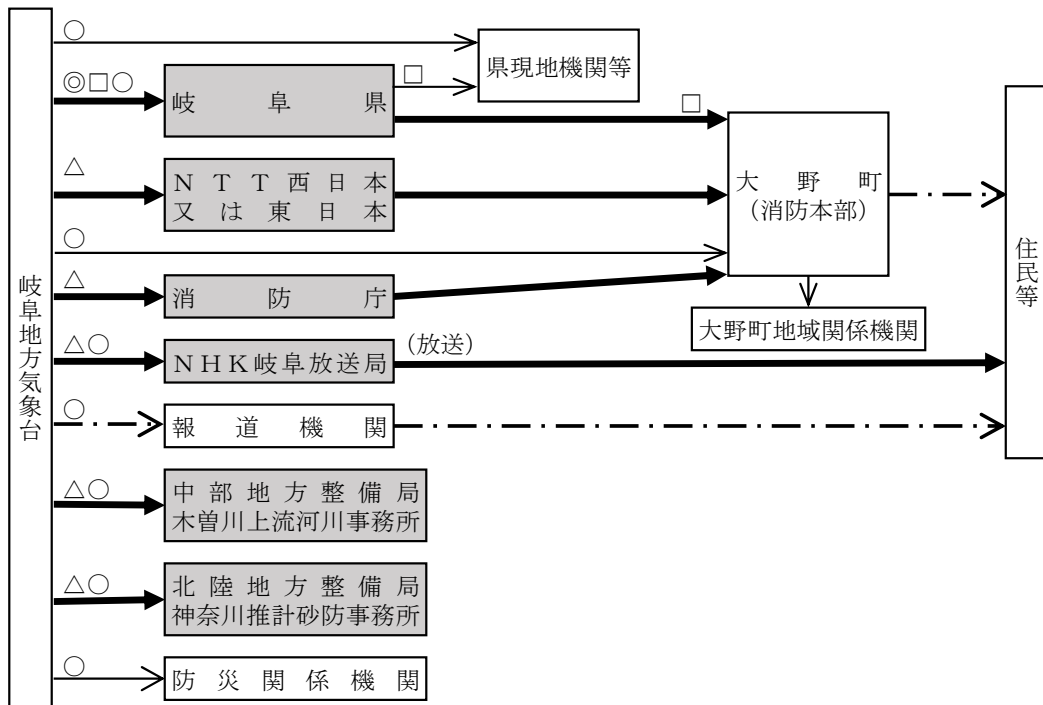 岐阜地方気象台
○
県現地機関等
◎□○
岐阜県
□
□
△
NTT西日本
又は東日本
大野町
(消防本部)
住民等
○
△
消防庁
大野町地域関係機関
△○
NHK岐阜放送局
(放送)
○
報道機関
△○
中部地方整備局
木曽川上流河川事務所
△○
北陸地方整備局
神奈川推計砂防事務所
○
防災関係機関